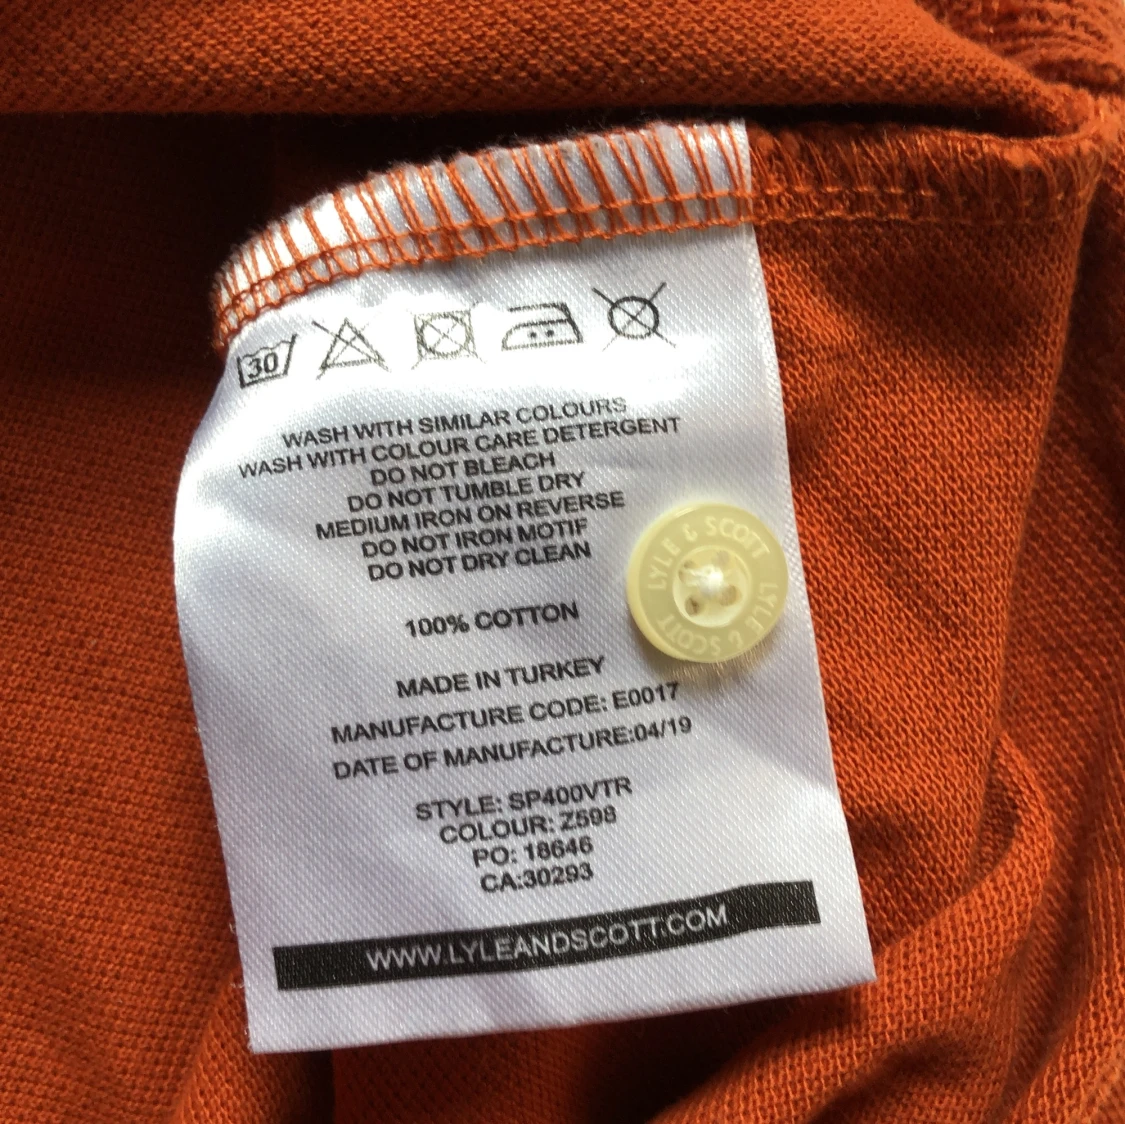 30
WASH WITH SIMILAR COLOURS
WASH WITH COLOUR CARE DETERGENT
DO NOT BLEACH
DO NOT TUMBLE DRY
MEDIUM IRON ON REVERSE
DO NOT IRON MOTIF
DO NOT DRY CLEAN
LYLE & SCOTT
LYLE & SCOTT
100% COTTON
MADE IN TURKEY
MANUFACTURE CODE: E0017
DATE OF MANUFACTURE:04/19
STYLE: SP400VTR
COLOUR: Z598
PO: 18646
CA:30293
WWW.LYLEANDSCOTT.COM